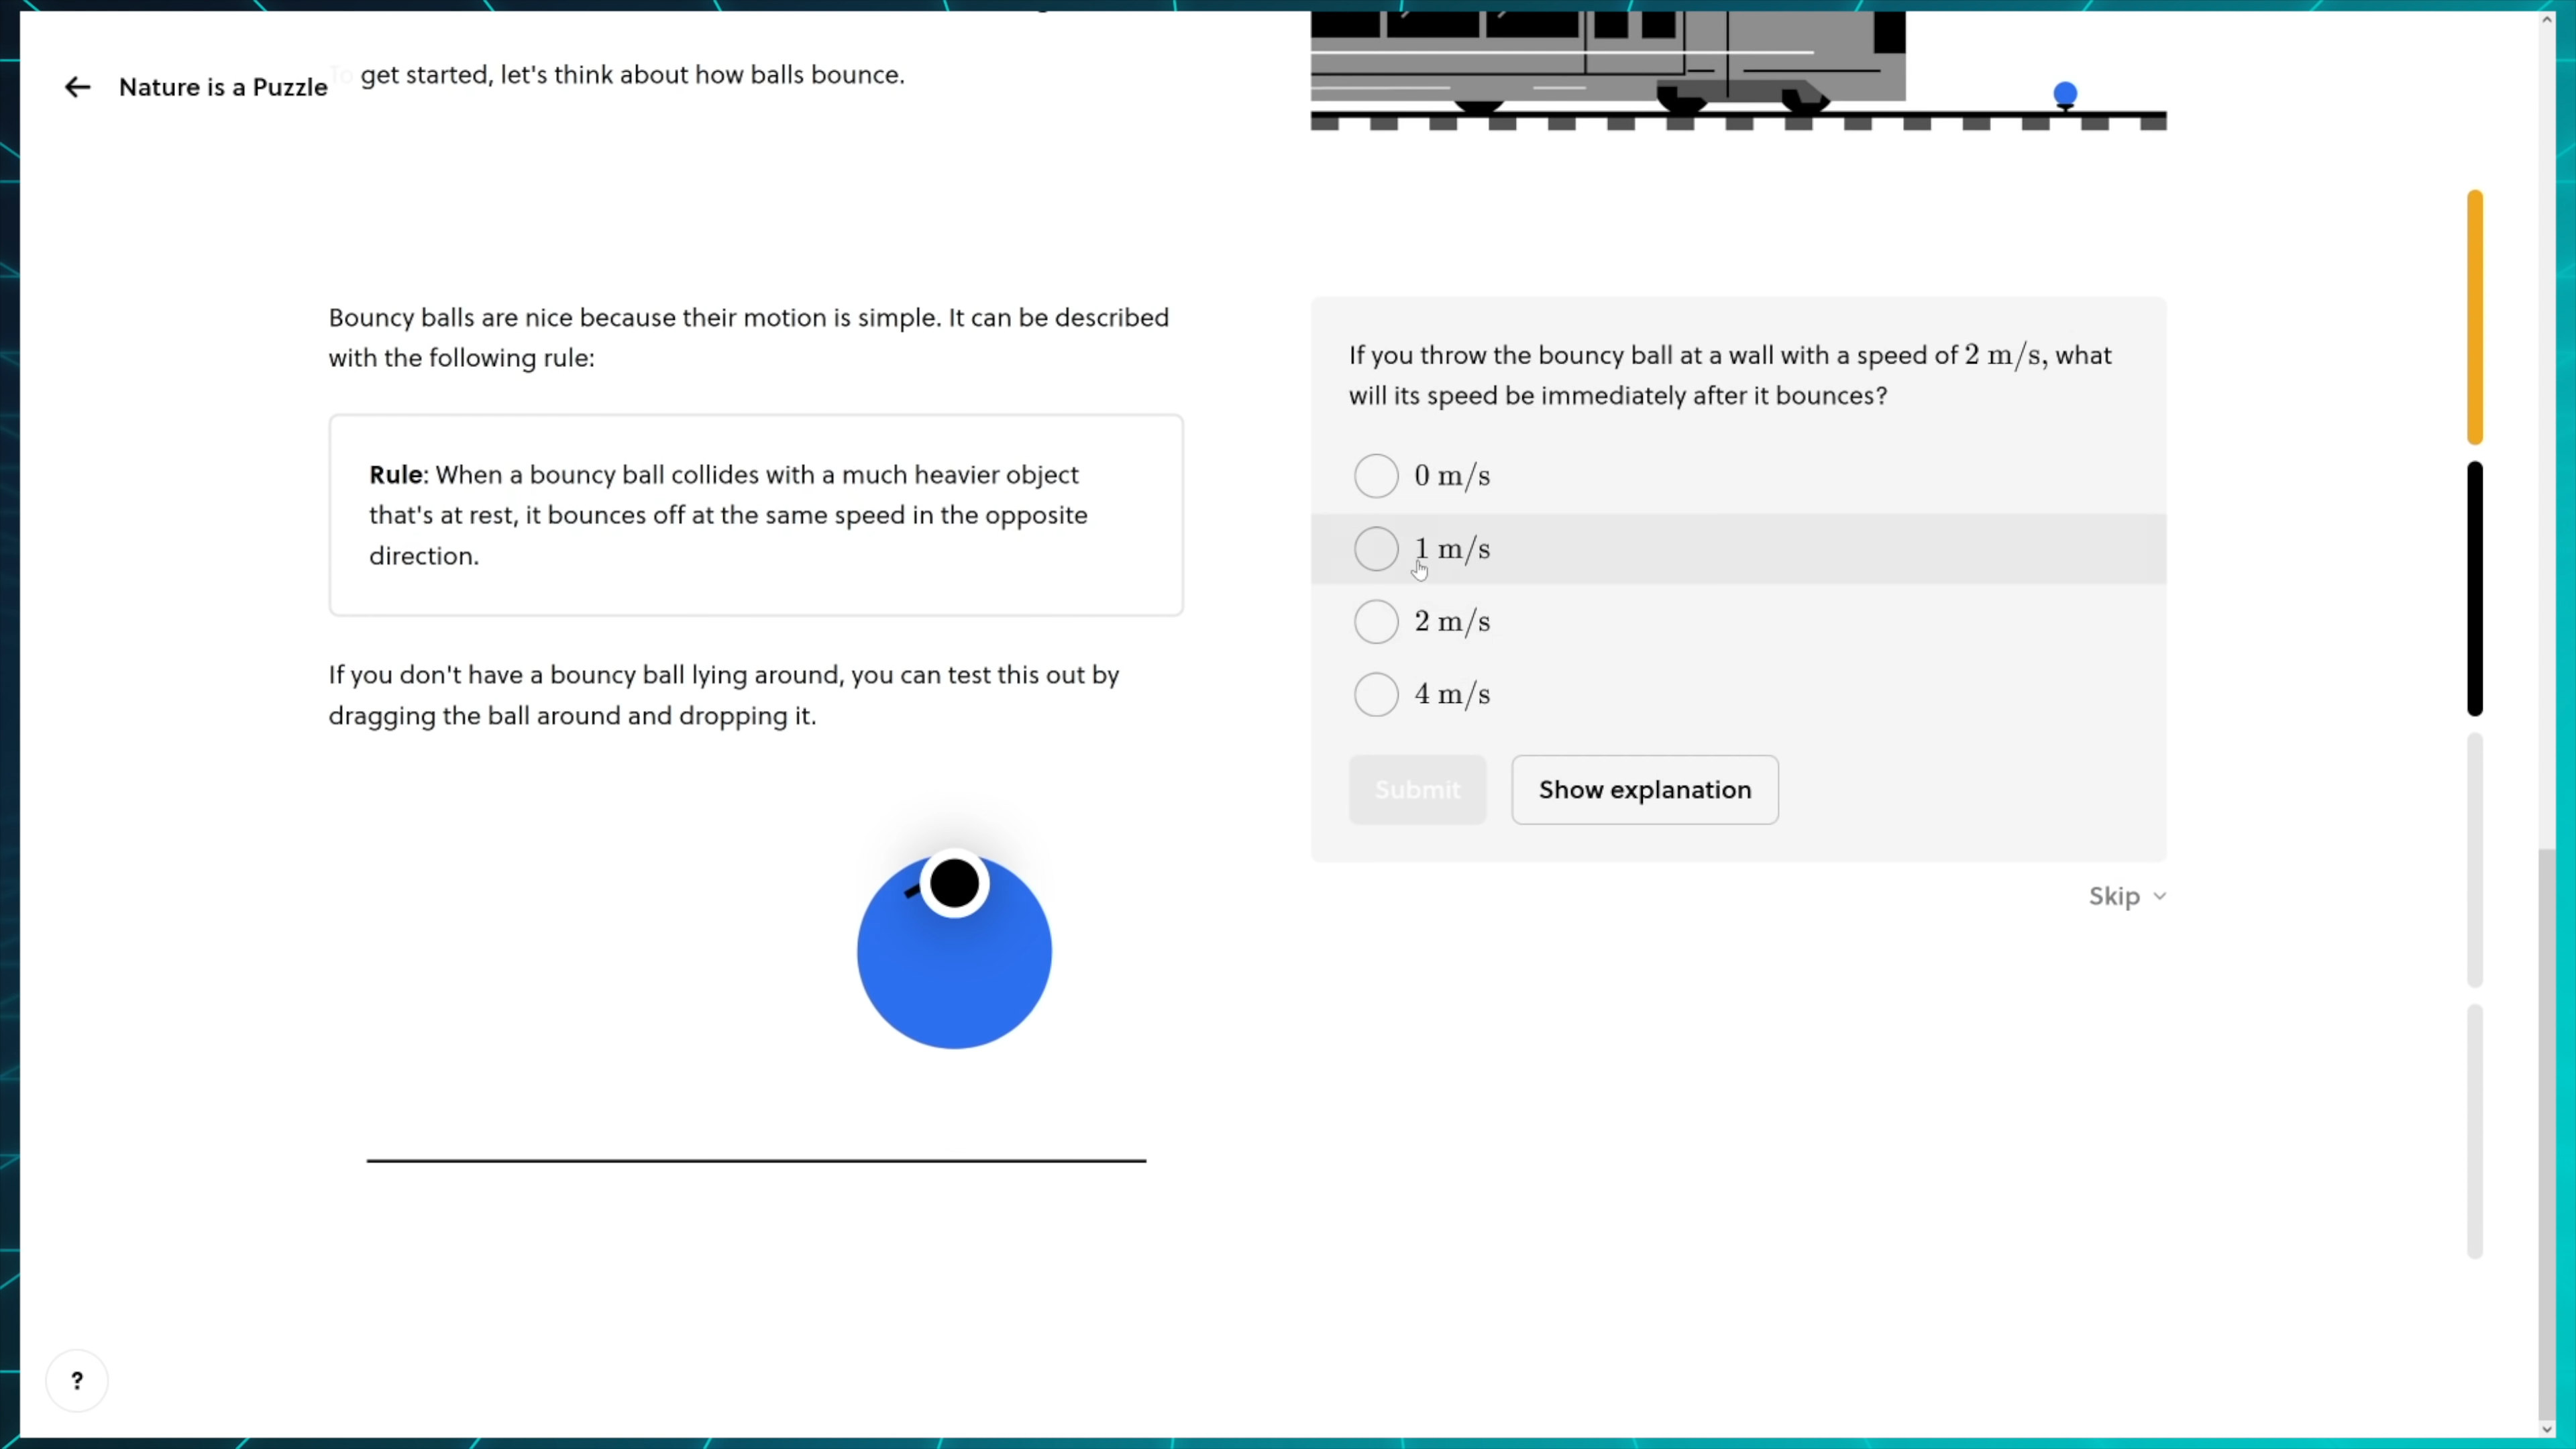 Nature is a Puzzle
To get started, let's think about how balls bounce.
Bouncy balls are nice because their motion is simple. It can be described
with the following rule:
Rule: When a bouncy ball collides with a much heavier object
that's at rest, it bounces off at the same speed in the opposite
direction.
If you don't have a bouncy ball lying around, you can test this out by
dragging the ball around and dropping it.
If you throw the bouncy ball at a wall with a speed of 2 m/s, what
will its speed be immediately after it bounces?
0 m/s
1 m/s
2 m/s
4 m/s
Submit
Show explanation
Skip
?